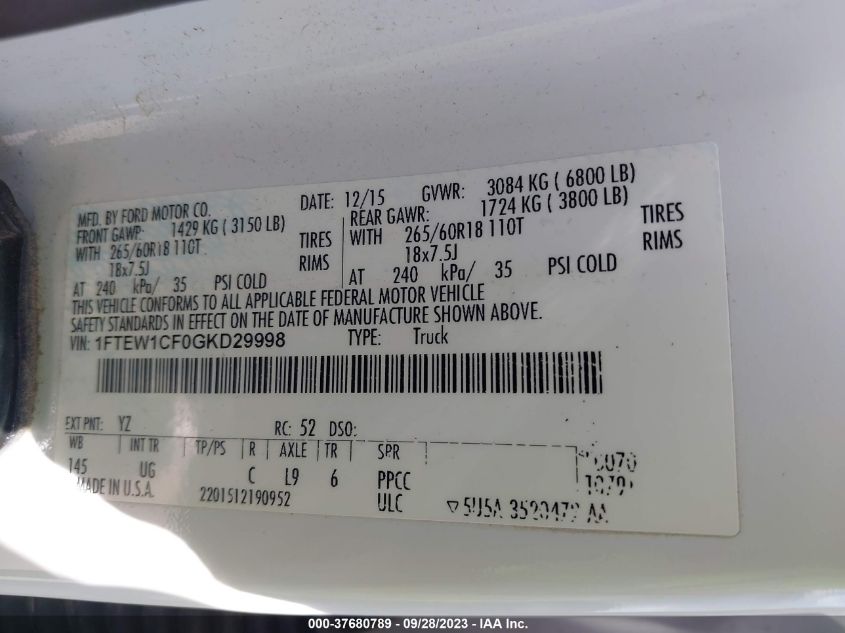 MFD. BY FORD MOTOR CO.
DATE: 12/15 GVWR: 3084 KG ( 6800 LB)
FRONT GAWP: 1429 KG ( 3150 LB)
REAR GAWR: 1724 KG ( 3800 LB)
WITH 265/60R18 110T TIRES
WITH 265/60R18 110T TIRES
18x7.5J RIMS
18x7.5J RIMS
AT 240 kPa/ 35 PSI COLD
AT 240 kPa/ 35 PSI COLD
THIS VEHICLE CONFORMS TO ALL APPLICABLE FEDERAL MOTOR VEHICLE
SAFETY STANDARDS IN EFFECT ON THE DATE OF MANUFACTURE SHOWN ABOVE.
VIN: 1FTEW1CF0GKD29998 TYPE: Truck
EXT PNT: YZ RC: 52 DSO:
WB INT TR TP/PS R AXLE TR SPR
145 UG C L9 6 PPCC
MADE IN U.S.A. 2201512190952 ULC
000-37680789 - 09/28/2023 - IAA Inc.